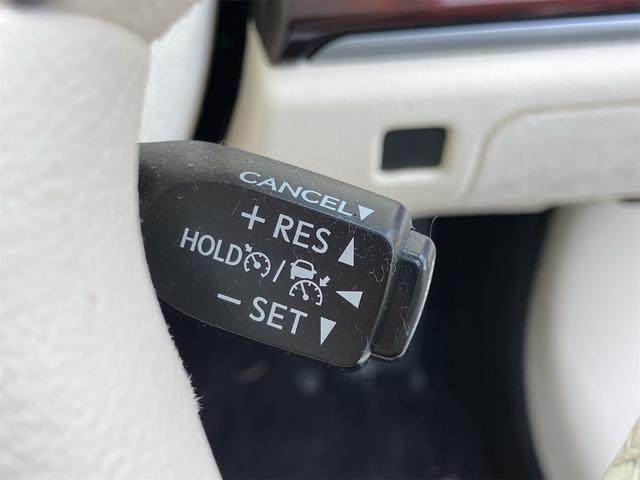 CANCEL▼
+ RES ▲
HOLD / ◀
− SET ▼